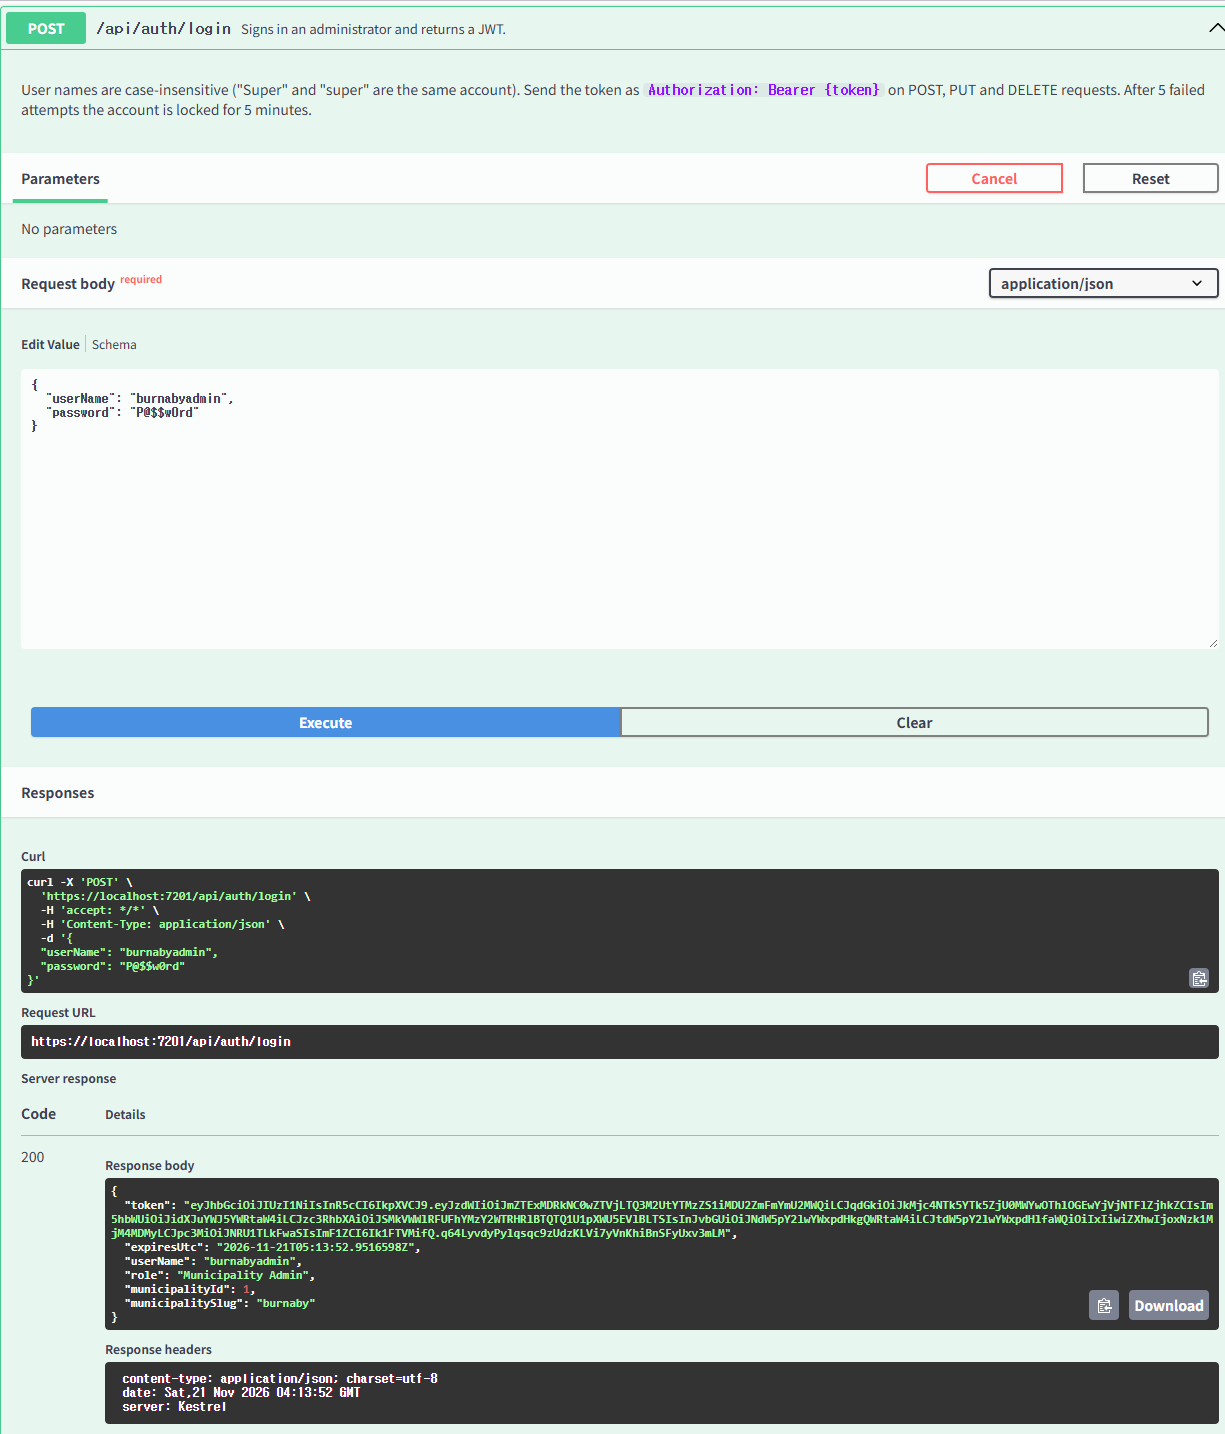 POST /api/auth/login Signs in an administrator and returns a JWT.
User names are case-insensitive ("Super" and "super" are the same account). Send the token as Authorization: Bearer {token} on POST, PUT and DELETE requests. After 5 failed
attempts the account is locked for 5 minutes.
Parameters
Cancel
Reset
No parameters
Request body required
application/json
Edit Value
Schema
{
"userName": "burnabyadmin",
"password": "P@$$w0rd"
}
Execute
Clear
Responses
Curl
curl -X 'POST' \
'https://localhost:7201/api/auth/login' \
-H 'accept: */*' \
-H 'Content-Type: application/json' \
-d '{
"userName": "burnabyadmin",
"password": "P@$$w0rd"
}'
Request URL
https://localhost:7201/api/auth/login
Server response
Code Details
200
Response body
{
"token":
"expiresUtc": "2026-11-21T05:13:52.9516598Z",
"userName": "burnabyadmin",
"role": "Municipality Admin",
"municipalityId": 1,
"municipalitySlug": "burnaby"
}
Download
Response headers
content-type: application/json; charset=utf-8
date: Sat,21 Nov 2026 04:13:52 GMT
server: Kestrel